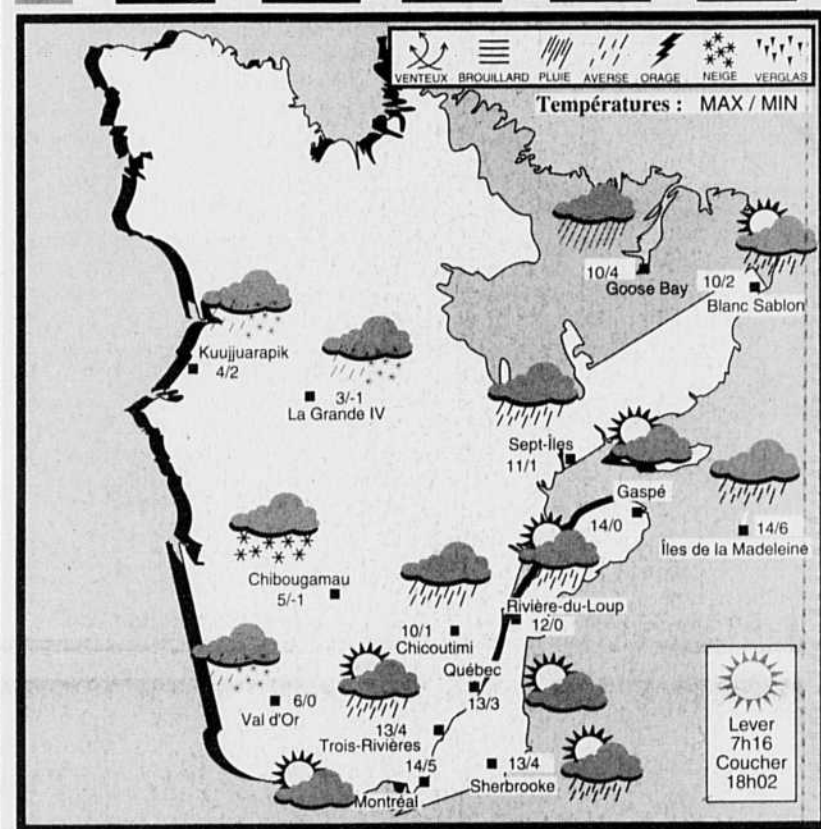 VENTEUX BROUILLARD PLUIE AVERSE ORAGE NEIGE VERGLAS
Températures : MAX / MIN
10/4
Goose Bay
10/2
Blanc Sablon
Kuujjuarapik
4/2
3/-1
La Grande IV
Sept-Îles
11/1
Gaspé
14/0
14/6
Îles de la Madeleine
Chibougamau
5/-1
Rivière-du-Loup
12/0
10/1
Chicoutimi
Québec
13/3
6/0
Val d'Or
13/4
Trois-Rivières
14/5
Montréal
13/4
Sherbrooke
Lever
7h16
Coucher
18h02